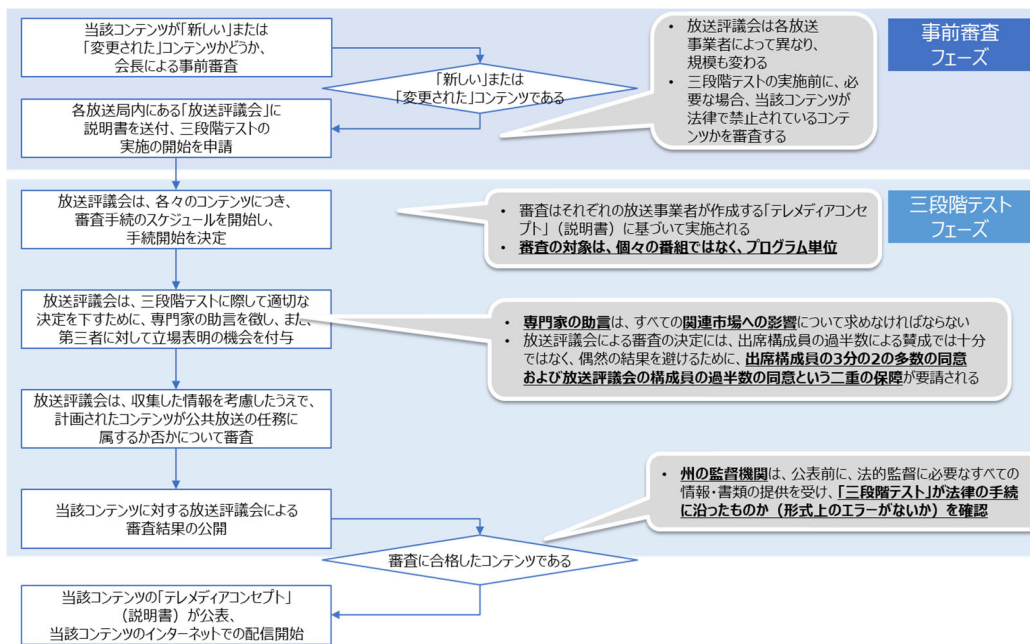 当該コンテンツが「新しい」または
「変更された」コンテンツかどうか、
会長による事前審査
「新しい」または
「変更された」コンテンツである
• 放送評議会は各放送
事業者によって異なり、
規模も変わる
• 三段階テストの実施前に、必
要な場合、当該コンテンツが
法律で禁止されているコンテ
ンツかを審査する
事前審査
フェーズ
各放送局内にある「放送評議会」に
説明書を送付、三段階テストの
実施の開始を申請
放送評議会は、各々のコンテンツにつき、
審査手続のスケジュールを開始し、
手続開始を決定
• 審査はそれぞれの放送事業者が作成する「テレメディアコンセ
プト」（説明書）に基づいて実施される
• 審査の対象は、個々の番組ではなく、プログラム単位
三段階テスト
フェーズ
放送評議会は、三段階テストに際して適切な
決定を下すために、専門家の助言を徴し、また、
第三者に対して立場表明の機会を付与
• 専門家の助言は、すべての関連市場への影響について求めなければならない
• 放送評議会による審査の決定には、出席構成員の過半数による賛成では十分
ではなく、偶然の結果を避けるために、出席構成員の3分の2の多数の同意
および放送評議会の構成員の過半数の同意という二重の保障が要請される
放送評議会は、収集した情報を考慮したうえで、
計画されたコンテンツが公共放送の任務に
属するか否かについて審査
• 州の監督機関は、公表前に、法的監督に必要なすべての
情報・書類の提供を受け、「三段階テスト」が法律の手続
に沿ったものか（形式上のエラーがないか）を確認
当該コンテンツに対する放送評議会による
審査結果の公開
審査に合格したコンテンツである
当該コンテンツの「テレメディアコンセプト」
（説明書）が公表、
当該コンテンツのインターネットでの配信開始